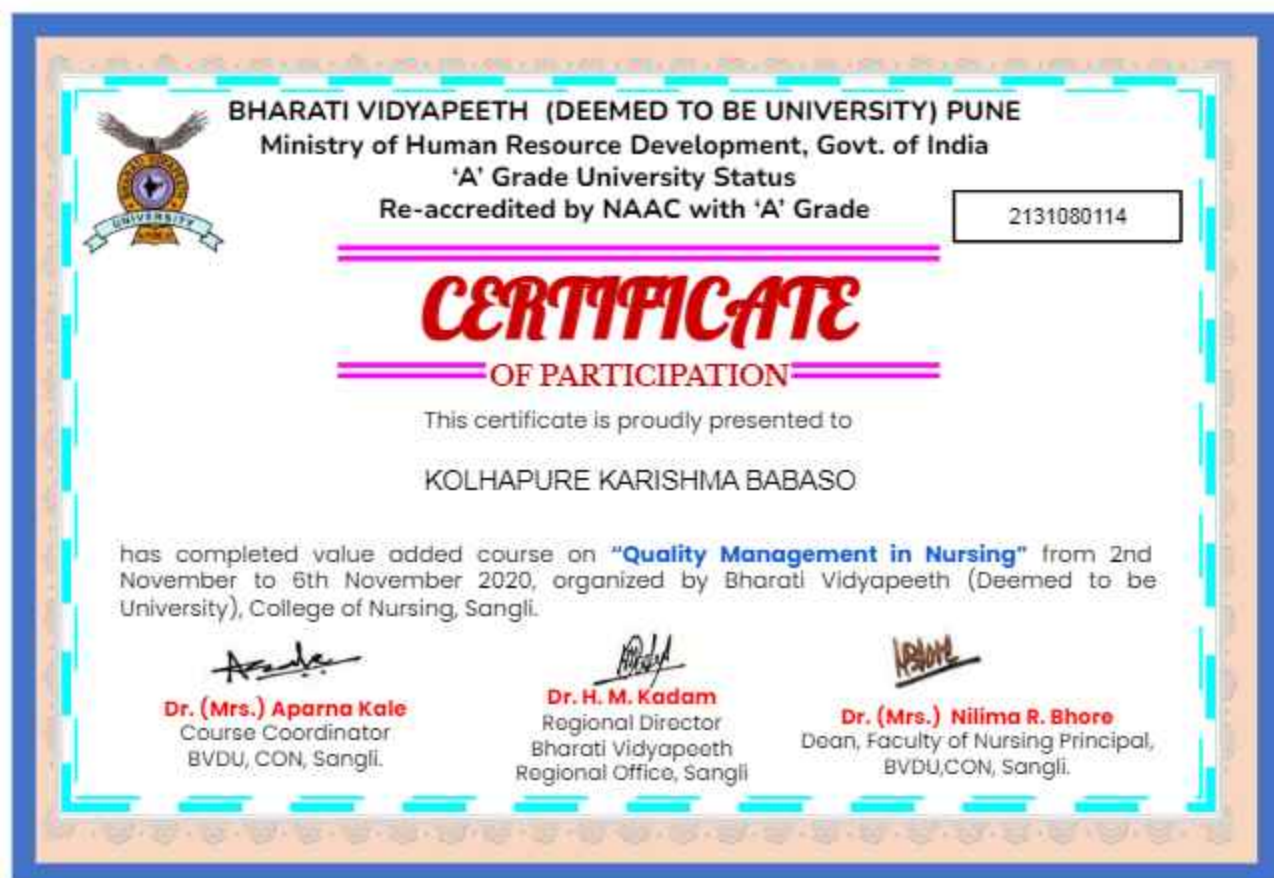 BHARATI VIDYAPEETH (DEEMED TO BE UNIVERSITY) PUNE
Ministry of Human Resource Development, Govt. of India
‘A’ Grade University Status
Re-accredited by NAAC with ‘A’ Grade
2131080114
BHARATI VIDYAPEETH
UNIVERSITY
CERTIFICATE
OF PARTICIPATION
This certificate is proudly presented to
KOLHAPURE KARISHMA BABASO
has completed value added course on “Quality Management in Nursing” from 2nd
November to 6th November 2020, organized by Bharati Vidyapeeth (Deemed to be
University), College of Nursing, Sangli.
Dr. (Mrs.) Aparna Kale
Course Coordinator
BVDU, CON, Sangli.
Dr. H. M. Kadam
Regional Director
Bharati Vidyapeeth
Regional Office, Sangli
Dr. (Mrs.) Nilima R. Bhore
Dean, Faculty of Nursing Principal,
BVDU,CON, Sangli.